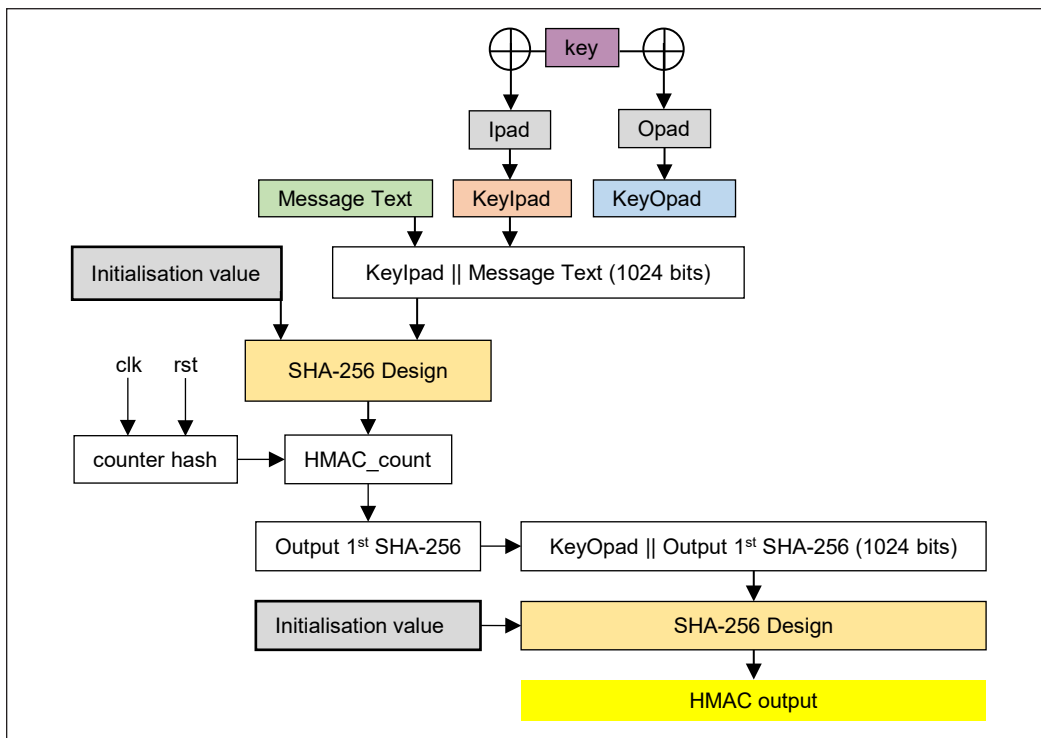 key
Ipad
Opad
Message Text
KeyIpad
KeyOpad
Initialisation value
KeyIpad || Message Text (1024 bits)
clk
rst
SHA-256 Design
counter hash
HMAC_count
Output 1st SHA-256
KeyOpad || Output 1st SHA-256 (1024 bits)
Initialisation value
SHA-256 Design
HMAC output